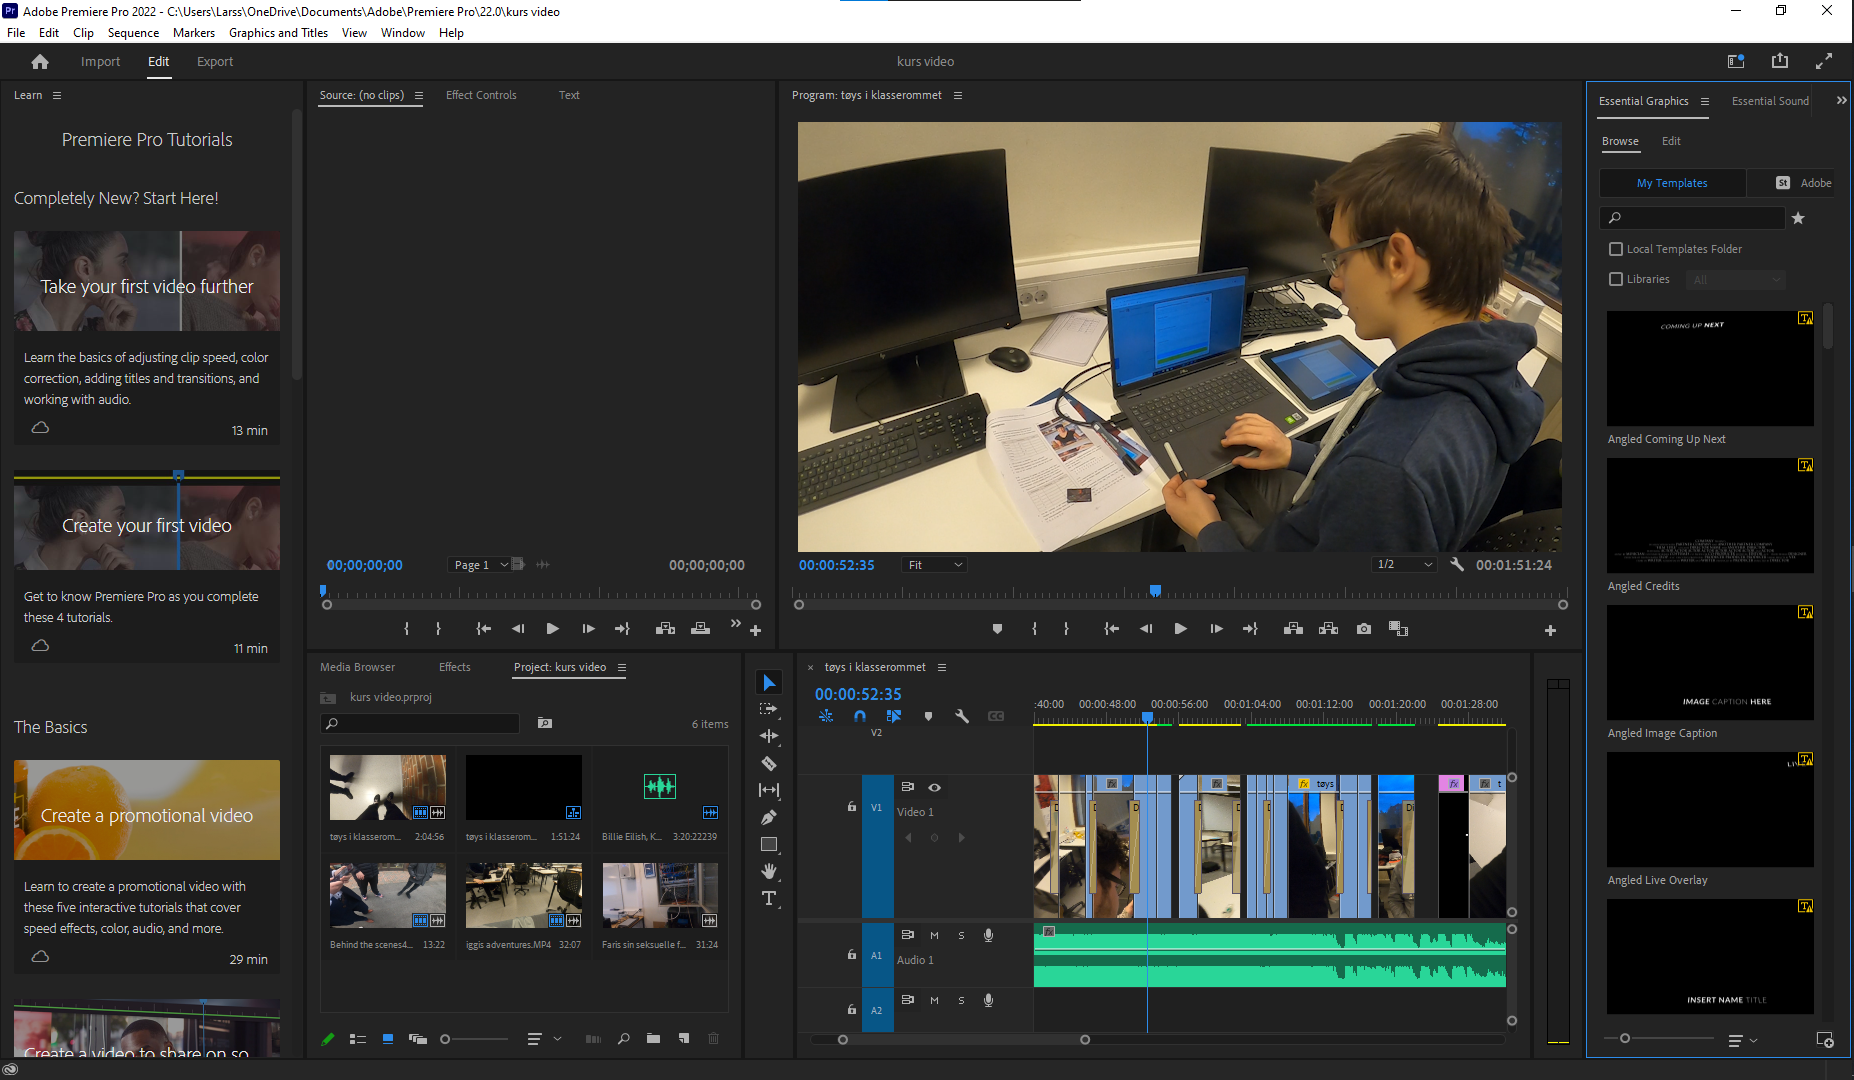 Pr Adobe Premiere Pro 2022 - C:\Users\Larss\OneDrive\Documents\Adobe\Premiere Pro\22.0\kurs video
File Edit Clip Sequence Markers Graphics and Titles View Window Help
Import Edit Export
kurs video
Learn
Premiere Pro Tutorials
Completely New? Start Here!
Take your first video further
Learn the basics of adjusting clip speed, color
correction, adding titles and transitions, and
working with audio.
13 min
Create your first video
Get to know Premiere Pro as you complete
these 4 tutorials.
11 min
The Basics
Create a promotional video
Learn to create a promotional video with
these five interactive tutorials that cover
speed effects, color, audio, and more.
29 min
Create a video to share on so
Source: (no clips) Effect Controls Text
00;00;00;00 Page 1 00;00;00;00
Program: tøys i klasserommet
00:00:52:35 Fit 1/2 00:01:51:24
Media Browser Effects Project: kurs video
kurs video.prproj
6 items
tøys i klasserom... 2:04:56
tøys i klasserom... 1:51:24
Billie Eilish, K... 3:20:22239
Behind the scenes4... 13:22
iggis adventures.MP4 32:07
Faris sin seksuelle f... 31:24
× tøys i klasserommet
00:00:52:35
:40:00 00:00:48:00 00:00:56:00 00:01:04:00 00:01:12:00 00:01:20:00 00:01:28:00
V2
V1 Video 1
fx fx fx tøys fx fx t
A1 M S
Audio 1
fx
A2 M S
Essential Graphics Essential Sound
Browse Edit
My Templates St Adobe
Local Templates Folder
Libraries All
COMING UP NEXT
Angled Coming Up Next
Angled Credits
IMAGE CAPTION HERE
Angled Image Caption
Angled Live Overlay
INSERT NAME TITLE